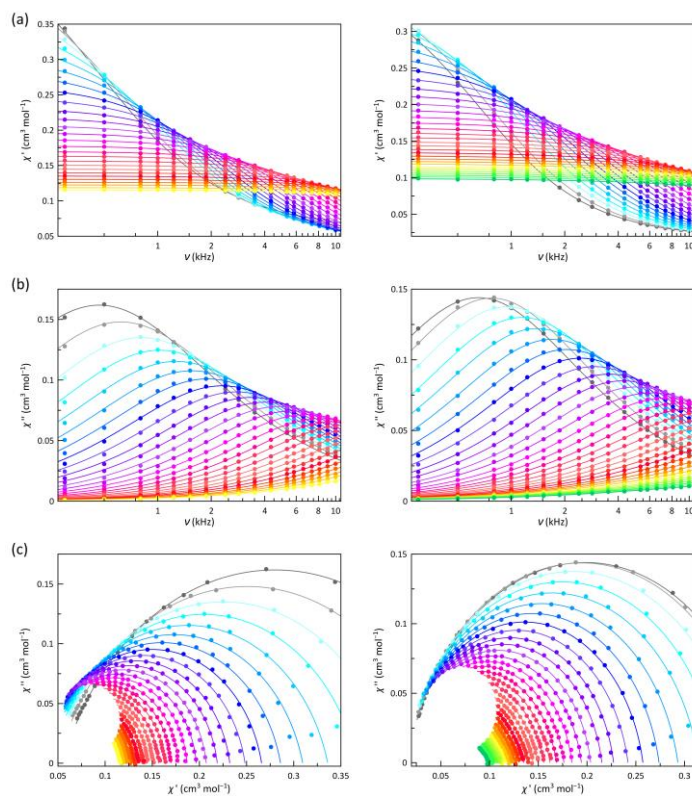 (a)
0.35
0.3
0.25
0.2
0.15
0.1
0.05
χ' (cm³ mol⁻¹)
1 2 4 6 8 10
ν (kHz)
0.3
0.25
0.2
0.15
0.1
0.05
χ' (cm³ mol⁻¹)
1 2 4 6 8 10
ν (kHz)
(b)
0.15
0.1
0.05
0
χ'' (cm³ mol⁻¹)
1 2 4 6 8 10
ν (kHz)
0.15
0.1
0.05
0
χ'' (cm³ mol⁻¹)
1 2 4 6 8 10
ν (kHz)
(c)
0.15
0.1
0.05
0
χ'' (cm³ mol⁻¹)
0.05 0.1 0.15 0.2 0.25 0.3 0.35
χ' (cm³ mol⁻¹)
0.15
0.1
0.05
0
χ'' (cm³ mol⁻¹)
0.05 0.1 0.15 0.2 0.25 0.3
χ' (cm³ mol⁻¹)